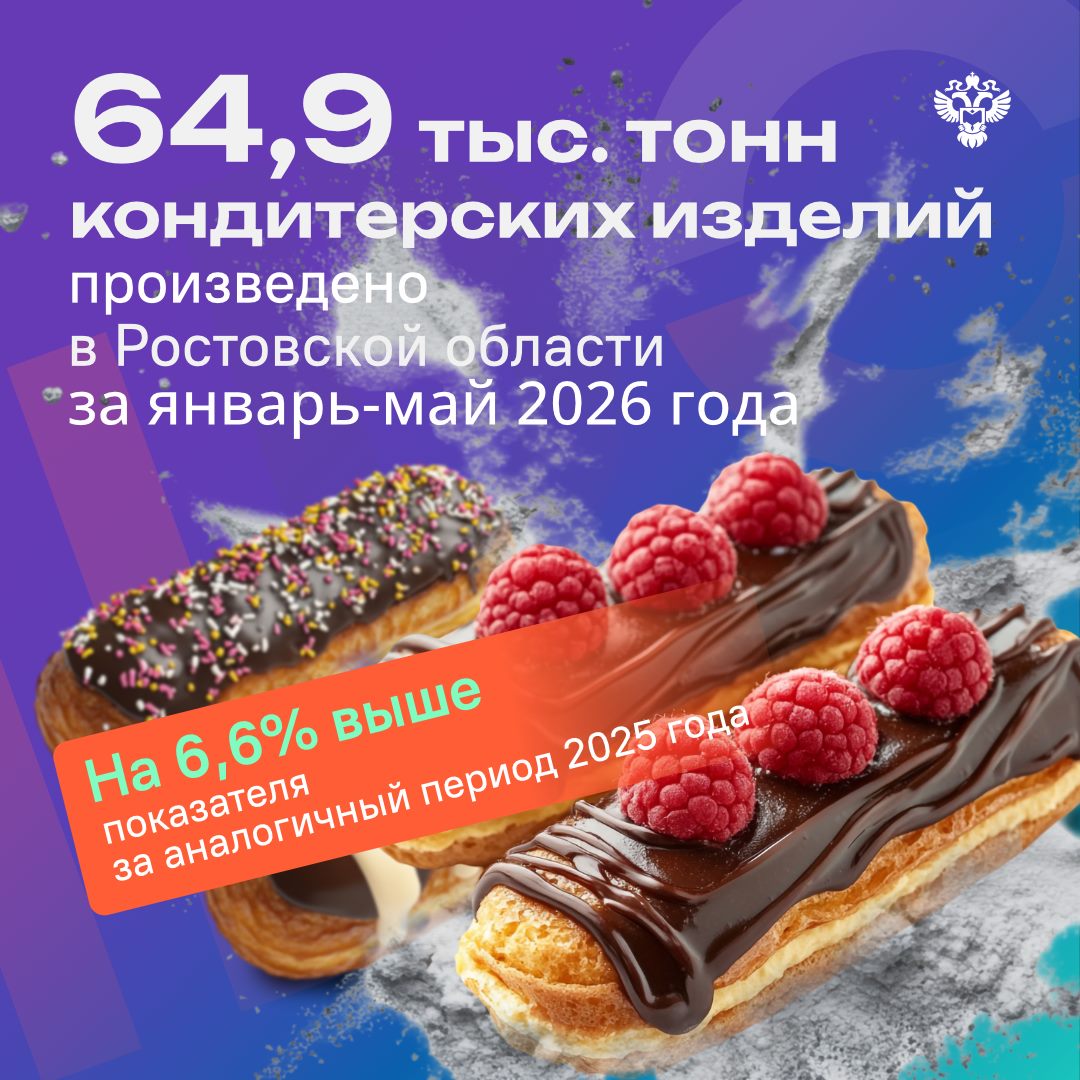 64,9 тыс. тонн
кондитерских изделий
произведено
в Ростовской области
за январь-май 2026 года
На 6,6% выше
показателя
за аналогичный период 2025 года